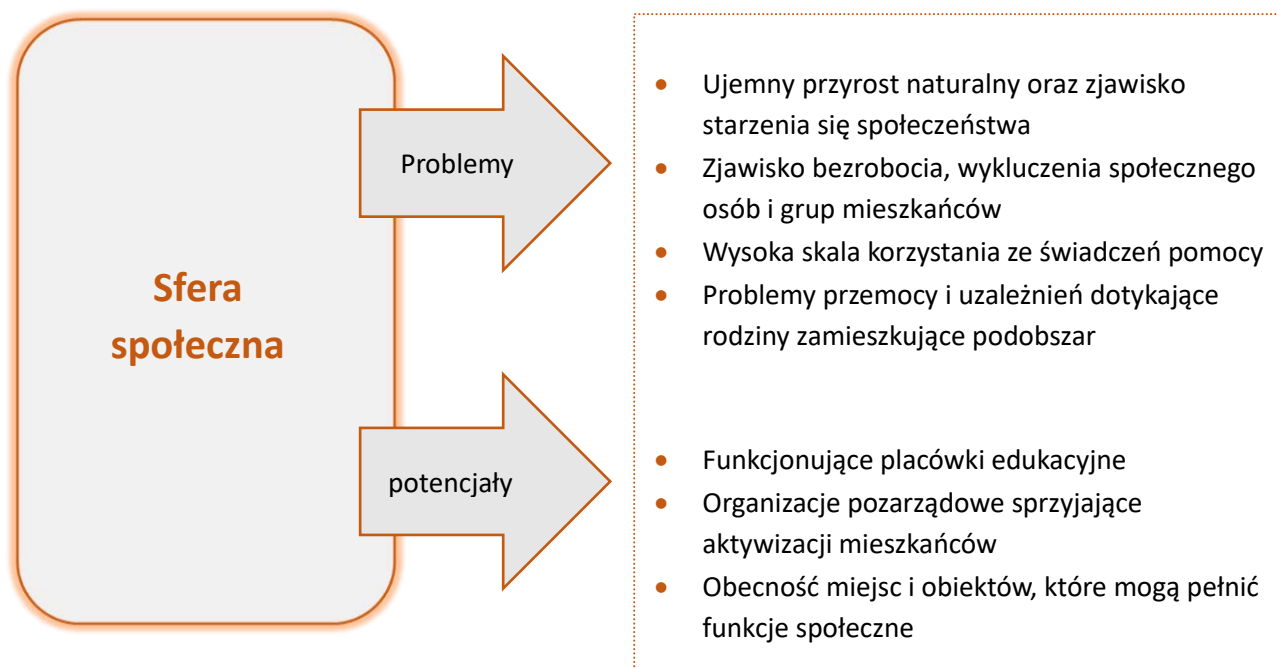 Sfera
społeczna
Problemy
Ujemny przyrost naturalny oraz zjawisko
starzenia się społeczeństwa
Zjawisko bezrobocia, wykluczenia społecznego
osób i grup mieszkańców
Wysoka skala korzystania ze świadczeń pomocy
Problemy przemocy i uzależnień dotykające
rodziny zamieszkujące podobszar
potencjały
Funkcjonujące placówki edukacyjne
Organizacje pozarządowe sprzyjające
aktywizacji mieszkańców
Obecność miejsc i obiektów, które mogą pełnić
funkcje społeczne